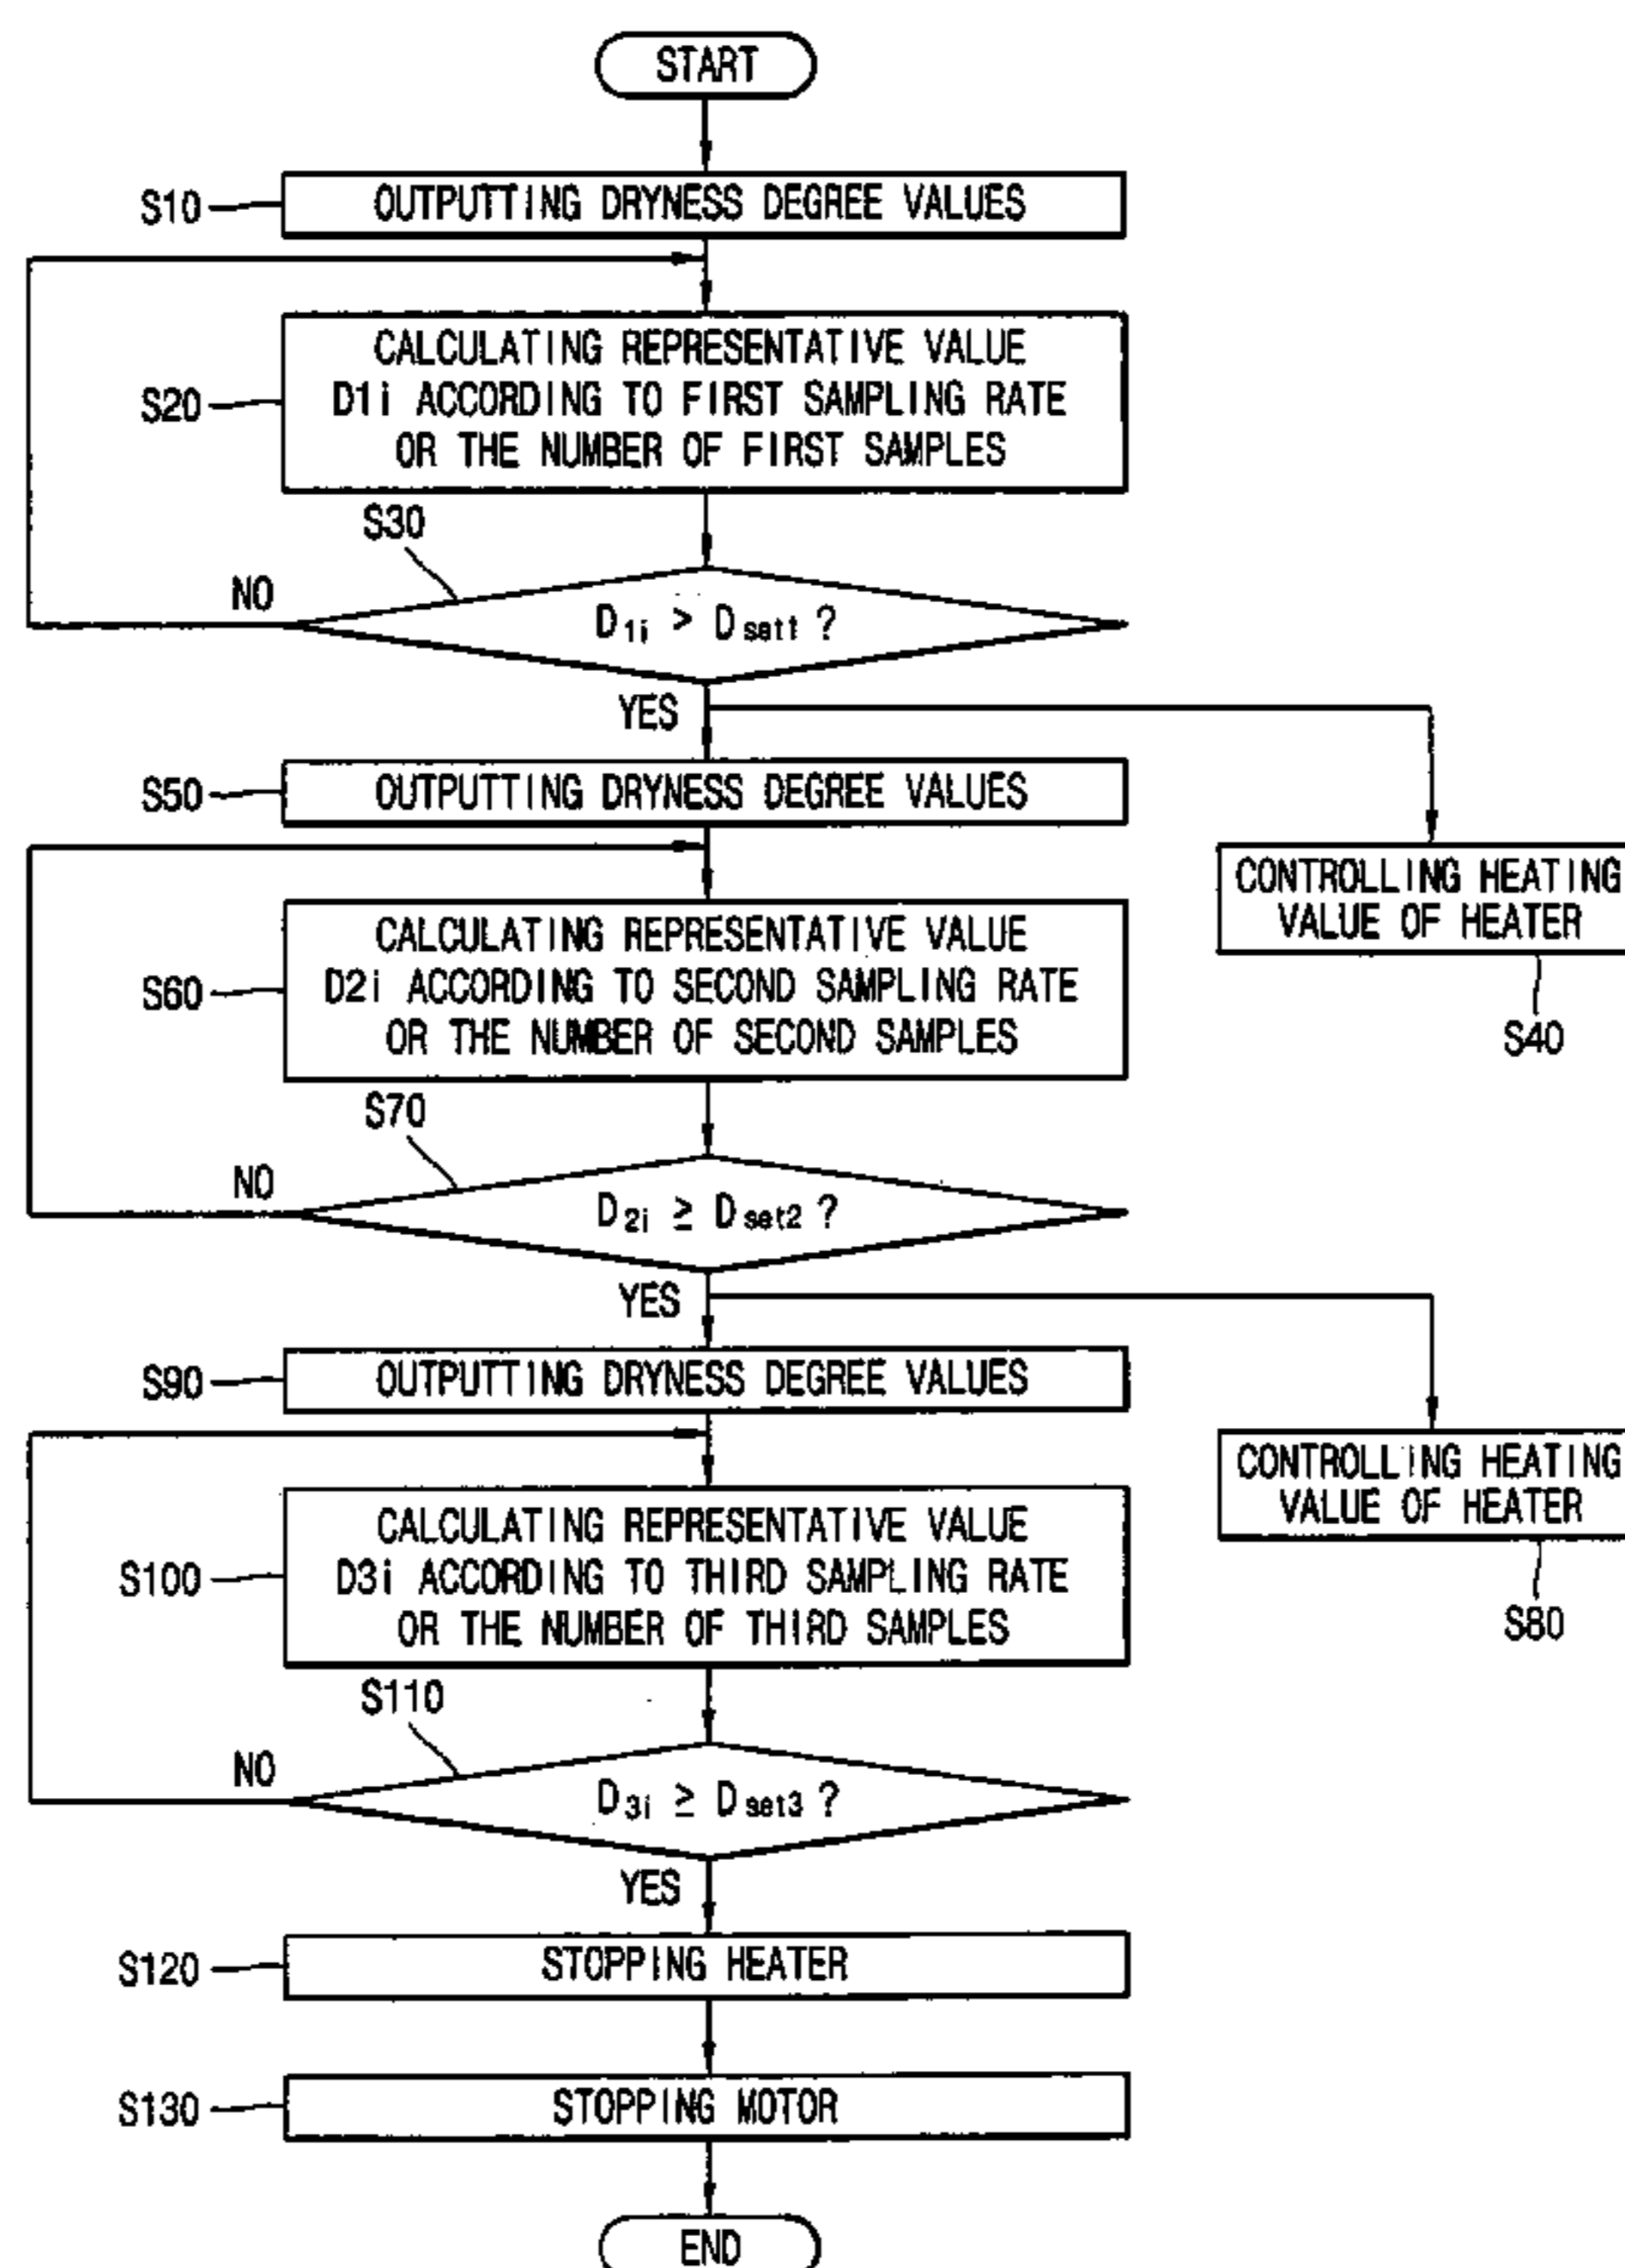 START
S10
OUTPUTTING DRYNESS DEGREE VALUES
S20
CALCULATING REPRESENTATIVE VALUE
D1i ACCORDING TO FIRST SAMPLING RATE
OR THE NUMBER OF FIRST SAMPLES
S30
NO
D1i > Dset1 ?
YES
S50
OUTPUTTING DRYNESS DEGREE VALUES
CONTROLLING HEATING
VALUE OF HEATER
S40
S60
CALCULATING REPRESENTATIVE VALUE
D2i ACCORDING TO SECOND SAMPLING RATE
OR THE NUMBER OF SECOND SAMPLES
S70
NO
D2i ≥ Dset2 ?
YES
S90
OUTPUTTING DRYNESS DEGREE VALUES
CONTROLLING HEATING
VALUE OF HEATER
S80
S100
CALCULATING REPRESENTATIVE VALUE
D3i ACCORDING TO THIRD SAMPLING RATE
OR THE NUMBER OF THIRD SAMPLES
S110
NO
D3i ≥ Dset3 ?
YES
S120
STOPPING HEATER
S130
STOPPING MOTOR
END